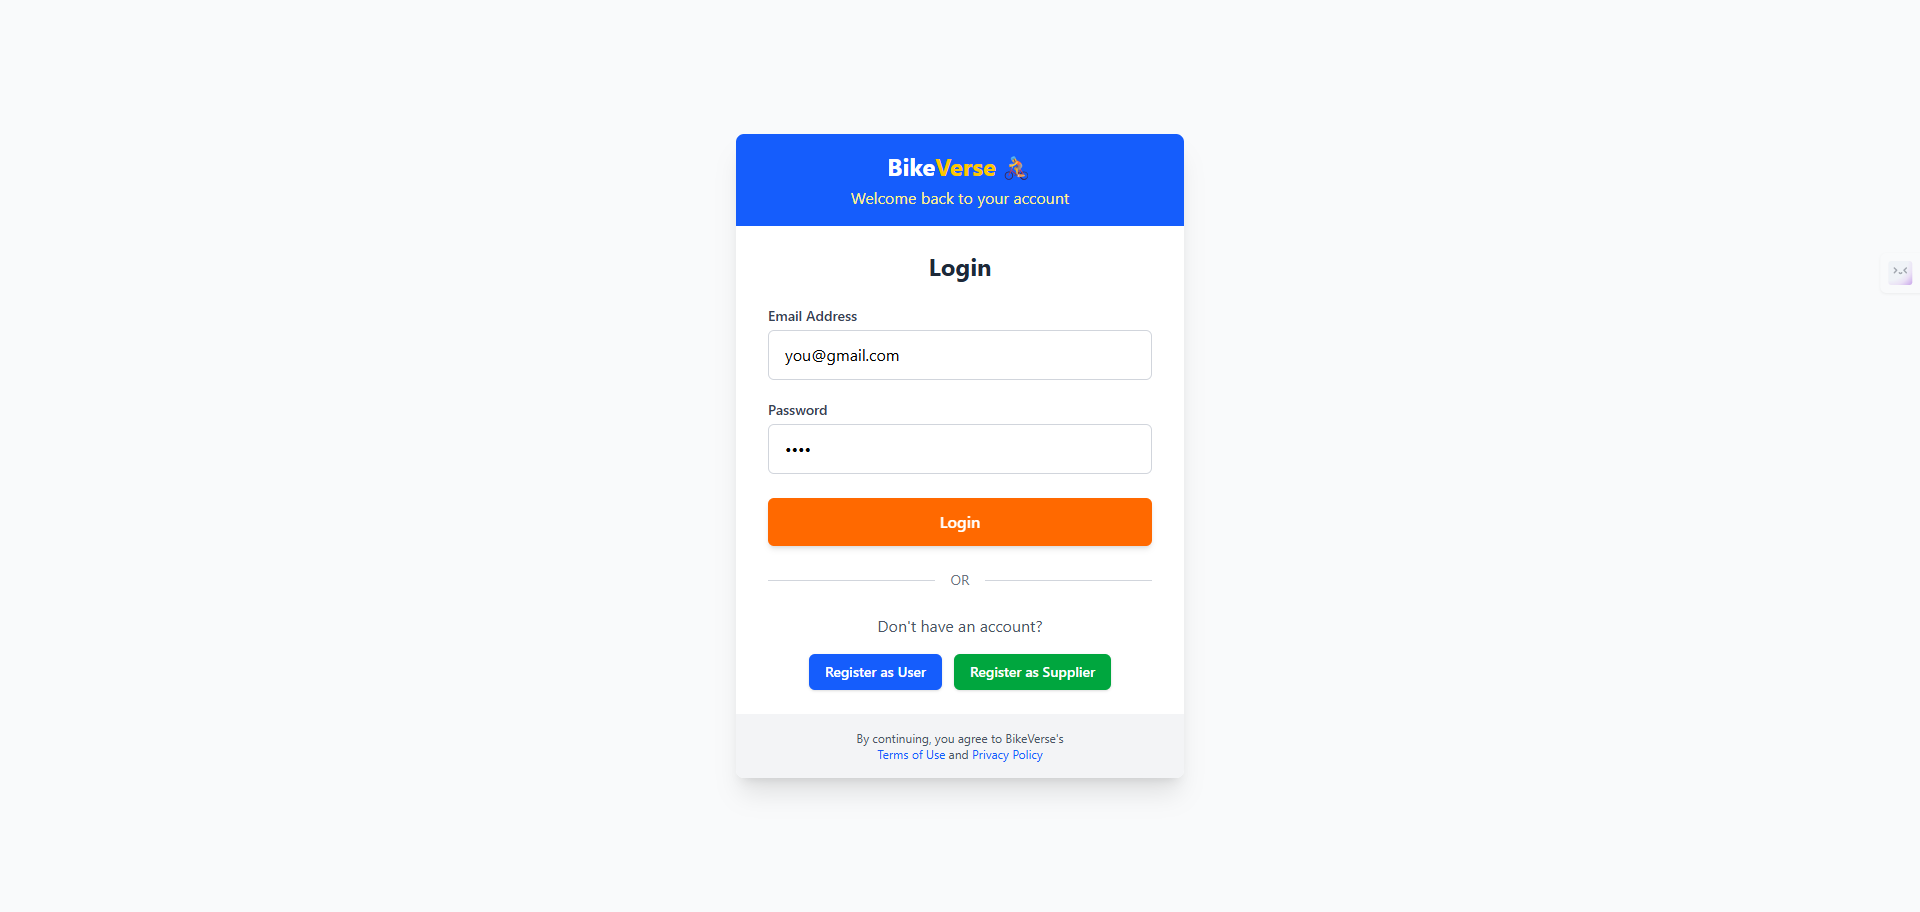 BikeVerse
Welcome back to your account
Login
Email Address
you@gmail.com
Password
••••
Login
OR
Don't have an account?
Register as User
Register as Supplier
By continuing, you agree to BikeVerse's
Terms of Use and Privacy Policy